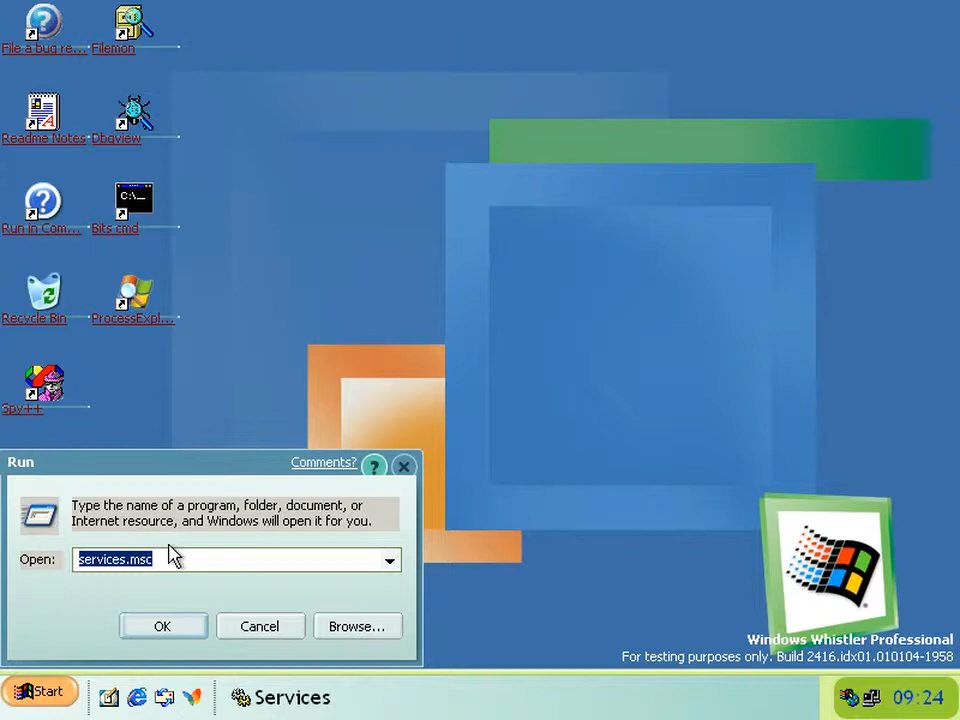 File a bug re...
Filemon
Readme Notes
Dbgview
C:\_
Run in Com...
Bits cmd
Recycle Bin
ProcessExpl...
Spy++
Run
Comments?
?
Type the name of a program, folder, document, or
Internet resource, and Windows will open it for you.
Open:
services.msc
OK
Cancel
Browse...
Windows Whistler Professional
For testing purposes only. Build 2416.idx01.010104-1958
Start
Services
09:24